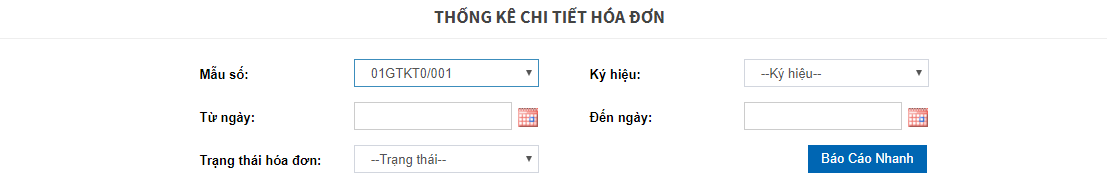 THỐNG KÊ CHI TIẾT HÓA ĐƠN
Mẫu số: 01GTKT0/001 Ký hiệu: --Ký hiệu--
Từ ngày: Đến ngày:
Trạng thái hóa đơn: --Trạng thái-- Báo Cáo Nhanh